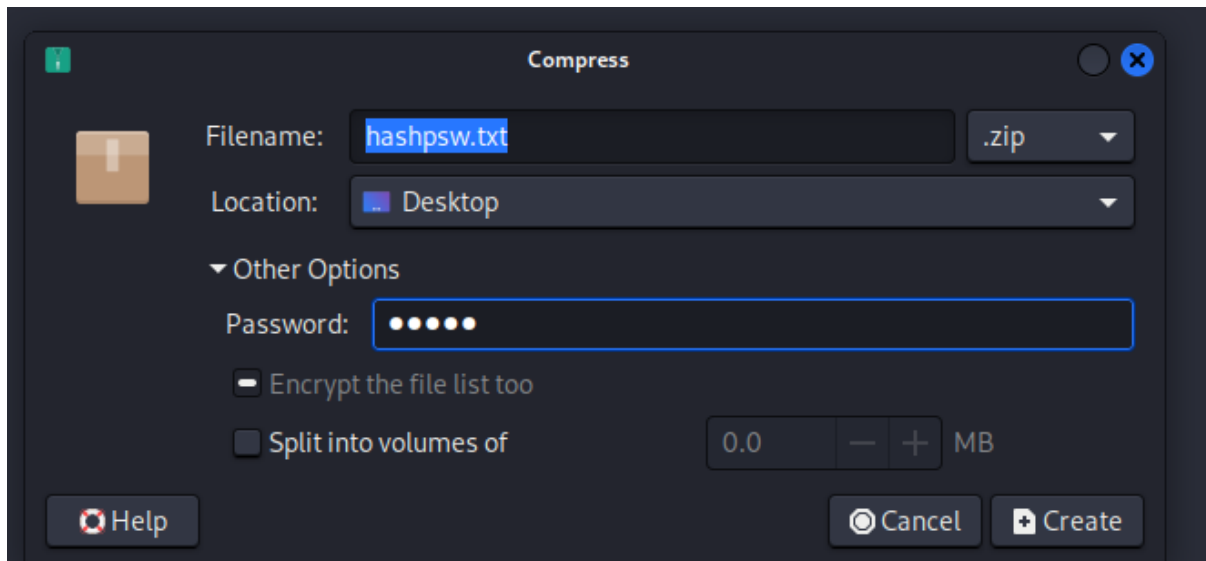 Compress
Filename: hashpsw.txt .zip
Location: Desktop
Other Options
Password: •••••
Encrypt the file list too
Split into volumes of 0.0 MB
Help Cancel Create